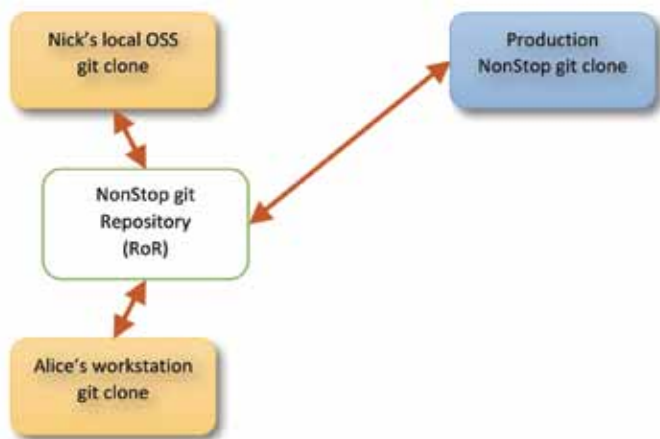 Nick's local OSS
git clone
Production
NonStop git clone
NonStop git
Repository
(RoR)
Alice's workstation
git clone